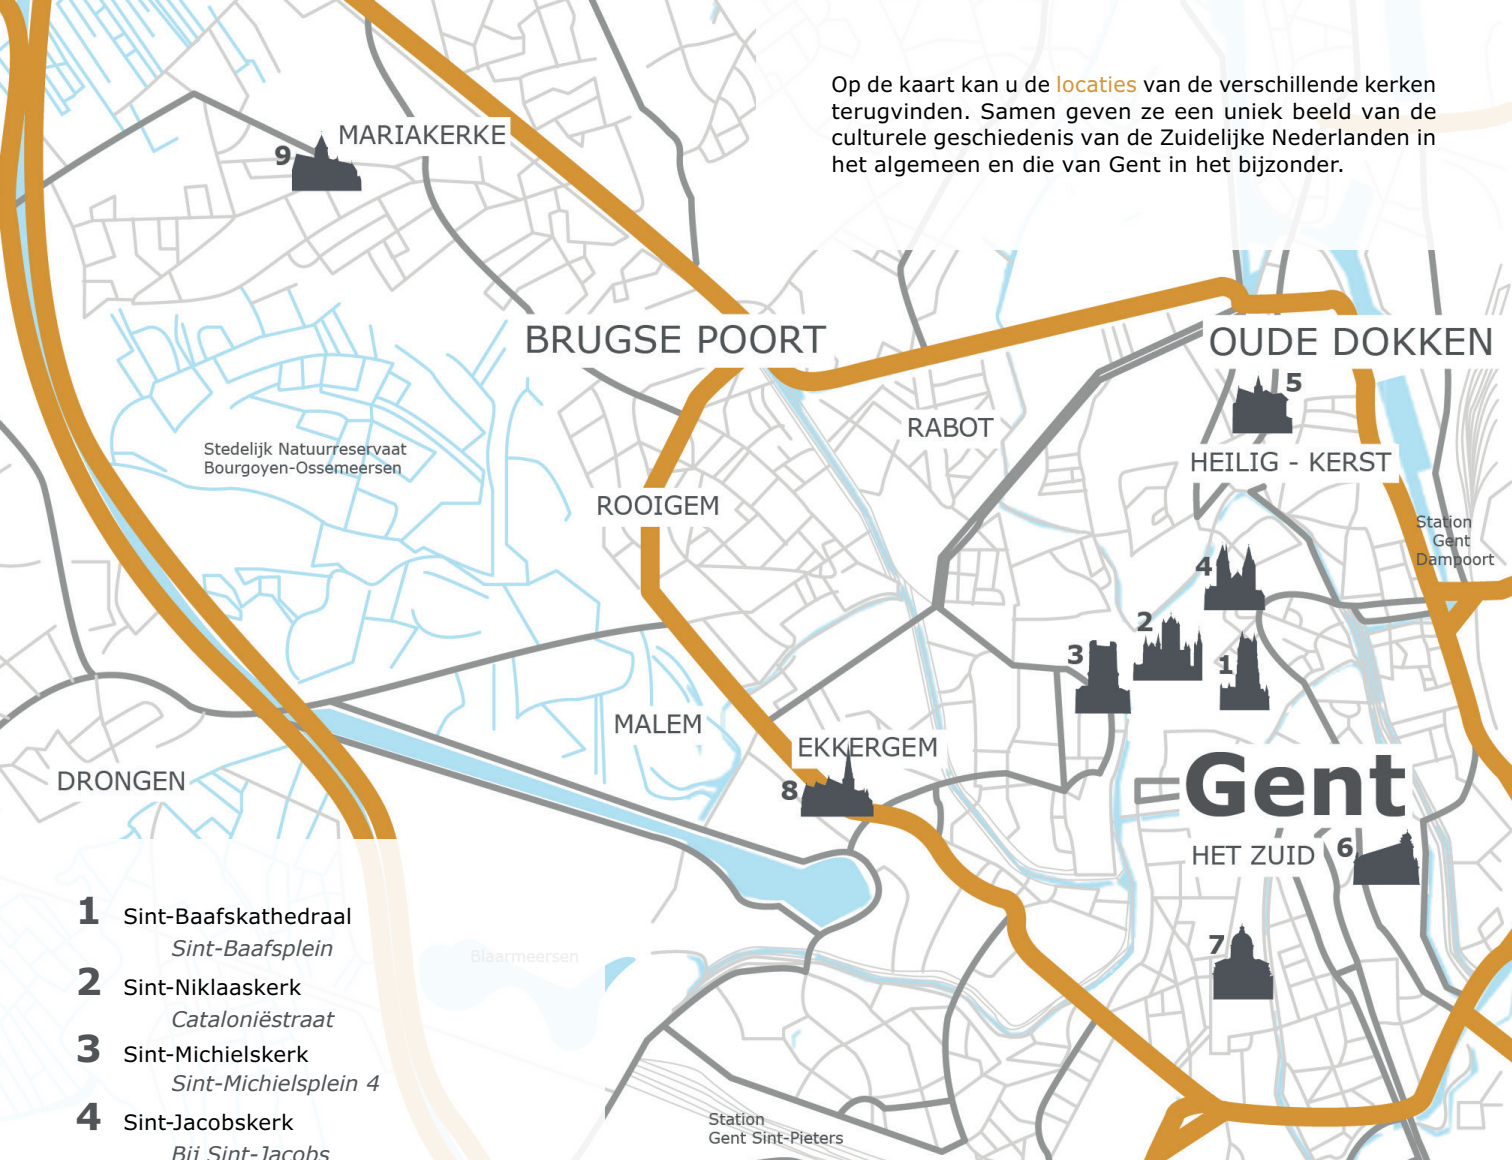 Op de kaart kan u de locaties van de verschillende kerken
terugvinden. Samen geven ze een uniek beeld van de
culturele geschiedenis van de Zuidelijke Nederlanden in
het algemeen en die van Gent in het bijzonder.
MARIAKERKE
9
BRUGSE POORT
OUDE DOKKEN
5
RABOT
HEILIG - KERST
Stedelijk Natuurreservaat
Bourgoyen-Ossemeersen
ROOIGEM
Station
Gent
Dampoort
4
2
3
1
MALEM
EKKERGEM
8
DRONGEN
Gent
HET ZUID
6
7
Blaarmeersen
1 Sint-Baafskathedraal
Sint-Baafsplein
2 Sint-Niklaaskerk
Cataloniëstraat
3 Sint-Michielskerk
Sint-Michielsplein 4
4 Sint-Jacobskerk
Bij Sint-Jacobs
Station
Gent Sint-Pieters